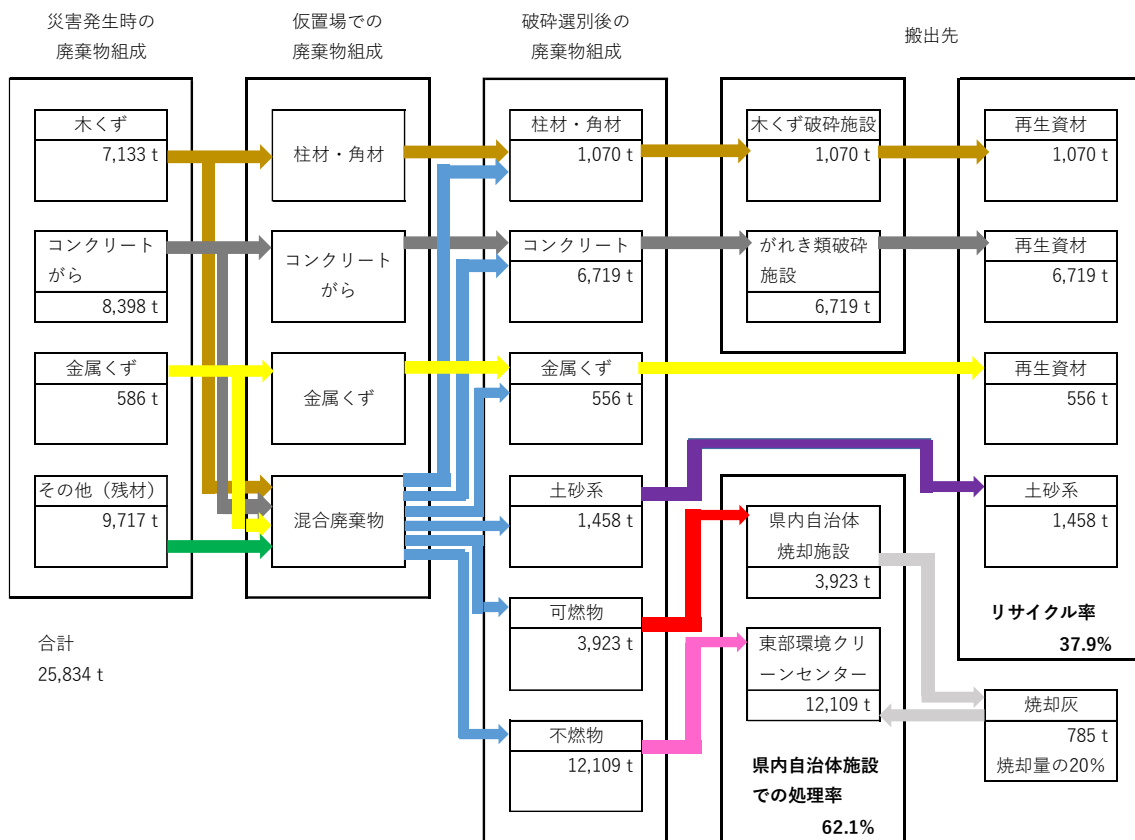 災害発生時の
廃棄物組成
仮置場での
廃棄物組成
破砕選別後の
廃棄物組成
搬出先
木くず
7,133 t
コンクリート
がら
8,398 t
金属くず
586 t
その他（残材）
9,717 t
合計
25,834 t
柱材・角材
コンクリート
がら
金属くず
混合廃棄物
柱材・角材
1,070 t
コンクリート
6,719 t
金属くず
556 t
土砂系
1,458 t
可燃物
3,923 t
不燃物
12,109 t
木くず破砕施設
1,070 t
がれき類破砕
施設
6,719 t
県内自治体
焼却施設
3,923 t
東部環境クリ
ーンセンター
12,109 t
県内自治体施設
での処理率
62.1%
再生資材
1,070 t
再生資材
6,719 t
再生資材
556 t
土砂系
1,458 t
リサイクル率
37.9%
焼却灰
785 t
焼却量の20%